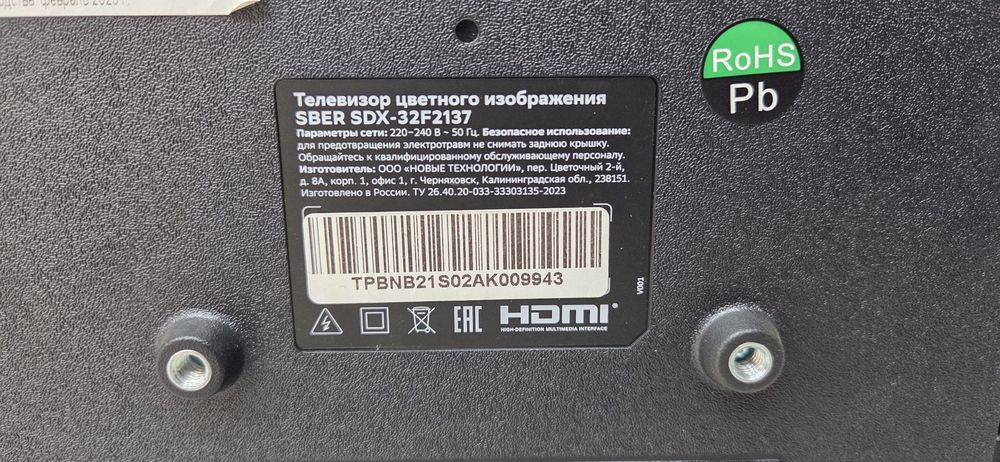 февраль 2025 г.
RoHS
Pb
Телевизор цветного изображения
SBER SDX-32F2137
Параметры сети: 220-240 В ~ 50 Гц. Безопасное использование:
для предотвращения электротравм не снимать заднюю крышку.
Обращайтесь к квалифицированному обслуживающему персоналу.
Изготовитель: ООО «НОВЫЕ ТЕХНОЛОГИИ», пер. Цветочный 2-й,
д. 8А, корп. 1, офис 1, г. Черняховск, Калининградская обл., 238151.
Изготовлено в России. ТУ 26.40.20-033-33303135-2023
TPBNB21S02AK009943
V001
EAC HDMI
HIGH-DEFINITION MULTIMEDIA INTERFACE